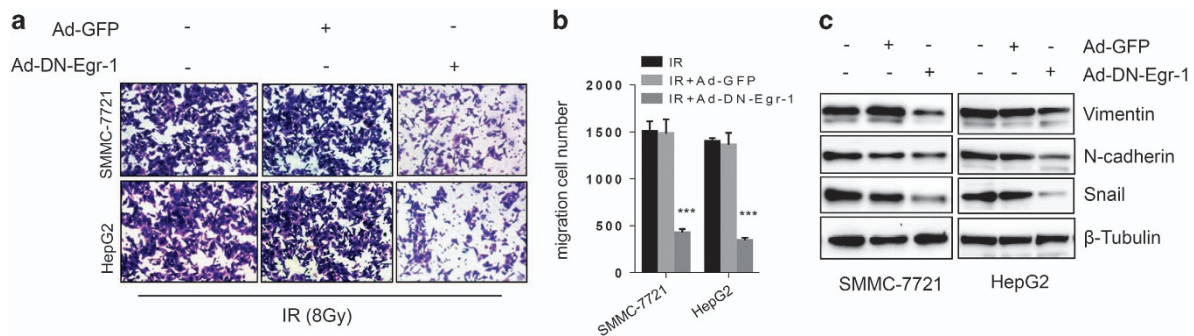 a
Ad-GFP - + -
Ad-DN-Egr-1 - - +
SMMC-7721
HepG2
IR (8Gy)
b
IR
IR+Ad-GFP
IR+Ad-DN-Egr-1
migration cell number
2000
1500
1000
500
0
***
***
SMMC-7721
HepG2
c
- + - - + - Ad-GFP
- - + - - + Ad-DN-Egr-1
Vimentin
N-cadherin
Snail
β-Tubulin
SMMC-7721 HepG2